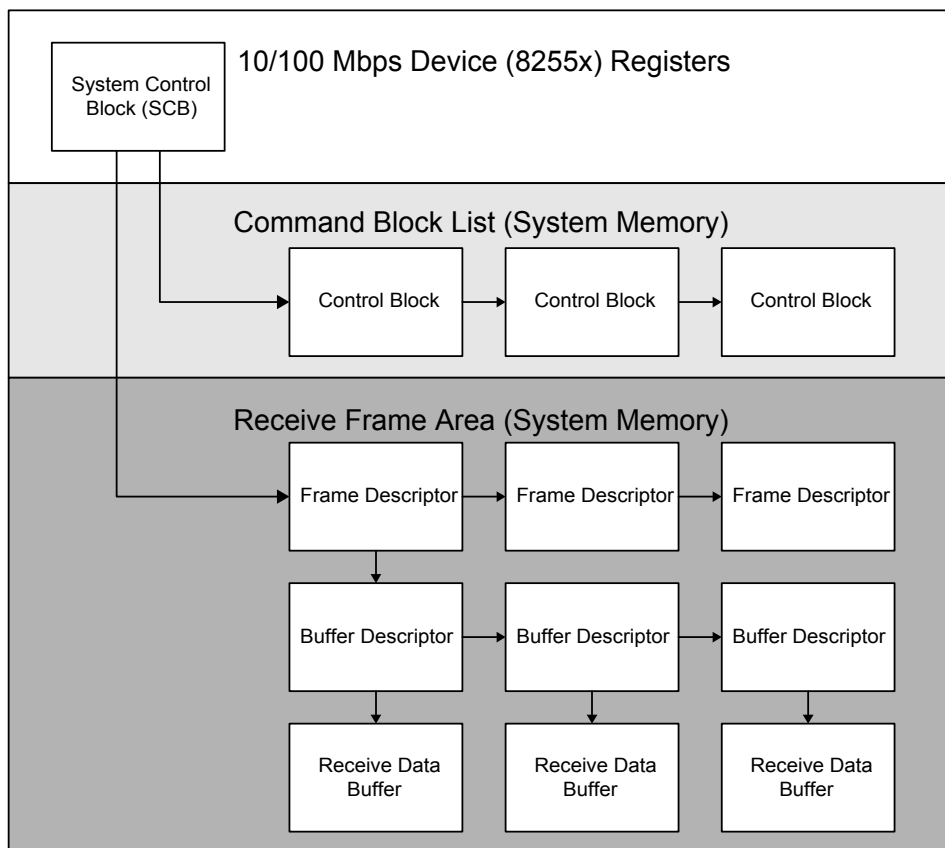 10/100 Mbps Device (8255x) Registers
System Control
Block (SCB)
Command Block List (System Memory)
Control Block
Control Block
Control Block
Receive Frame Area (System Memory)
Frame Descriptor
Frame Descriptor
Frame Descriptor
Buffer Descriptor
Buffer Descriptor
Buffer Descriptor
Receive Data
Buffer
Receive Data
Buffer
Receive Data
Buffer